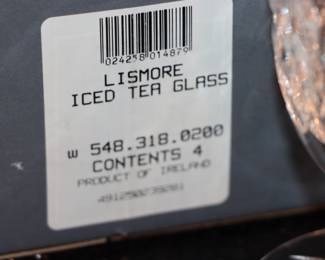 024258014879
LISMORE
ICED TEA GLASS
W 548.318.0200
CONTENTS 4
PRODUCT OF IRELAND